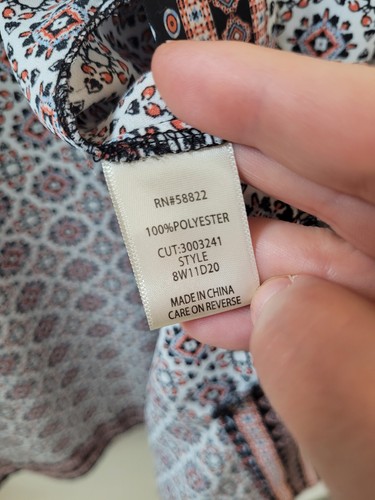 RN#58822
100%POLYESTER
CUT:3003241
STYLE
8W11D20
MADE IN CHINA
CARE ON REVERSE